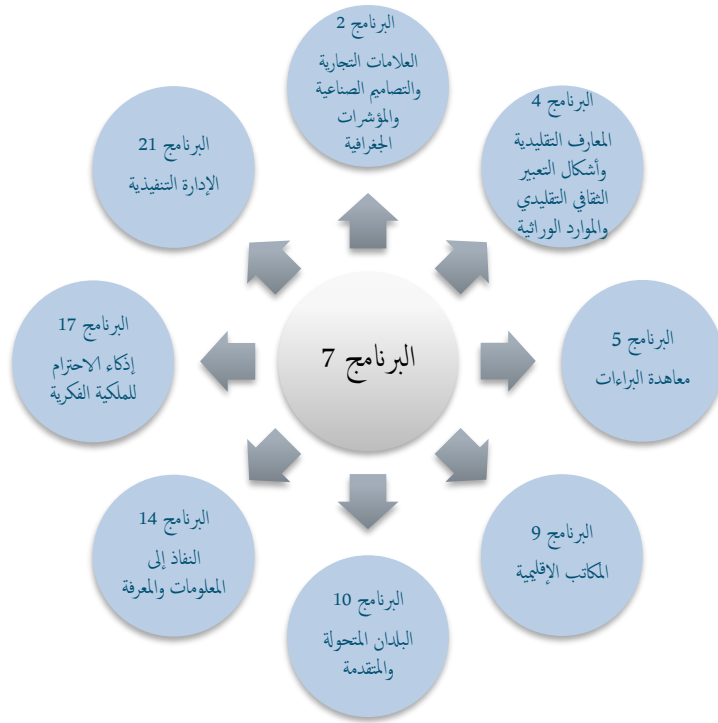 البرنامج 2
العلامات التجارية
والتصاميم الصناعية
والمؤشرات
الجغرافية
البرنامج 4
المعارف التقليدية
وأشكال التعبير
الثقافي التقليدي
والموارد الوراثية
البرنامج 5
معاهدة البراءات
البرنامج 9
المكاتب الإقليمية
البرنامج 10
البلدان المتحولة
والمتقدمة
البرنامج 14
النفاذ إلى
المعلومات والمعرفة
البرنامج 17
إذكاء الاحترام
للملكية الفكرية
البرنامج 21
الإدارة التنفيذية
البرنامج 7